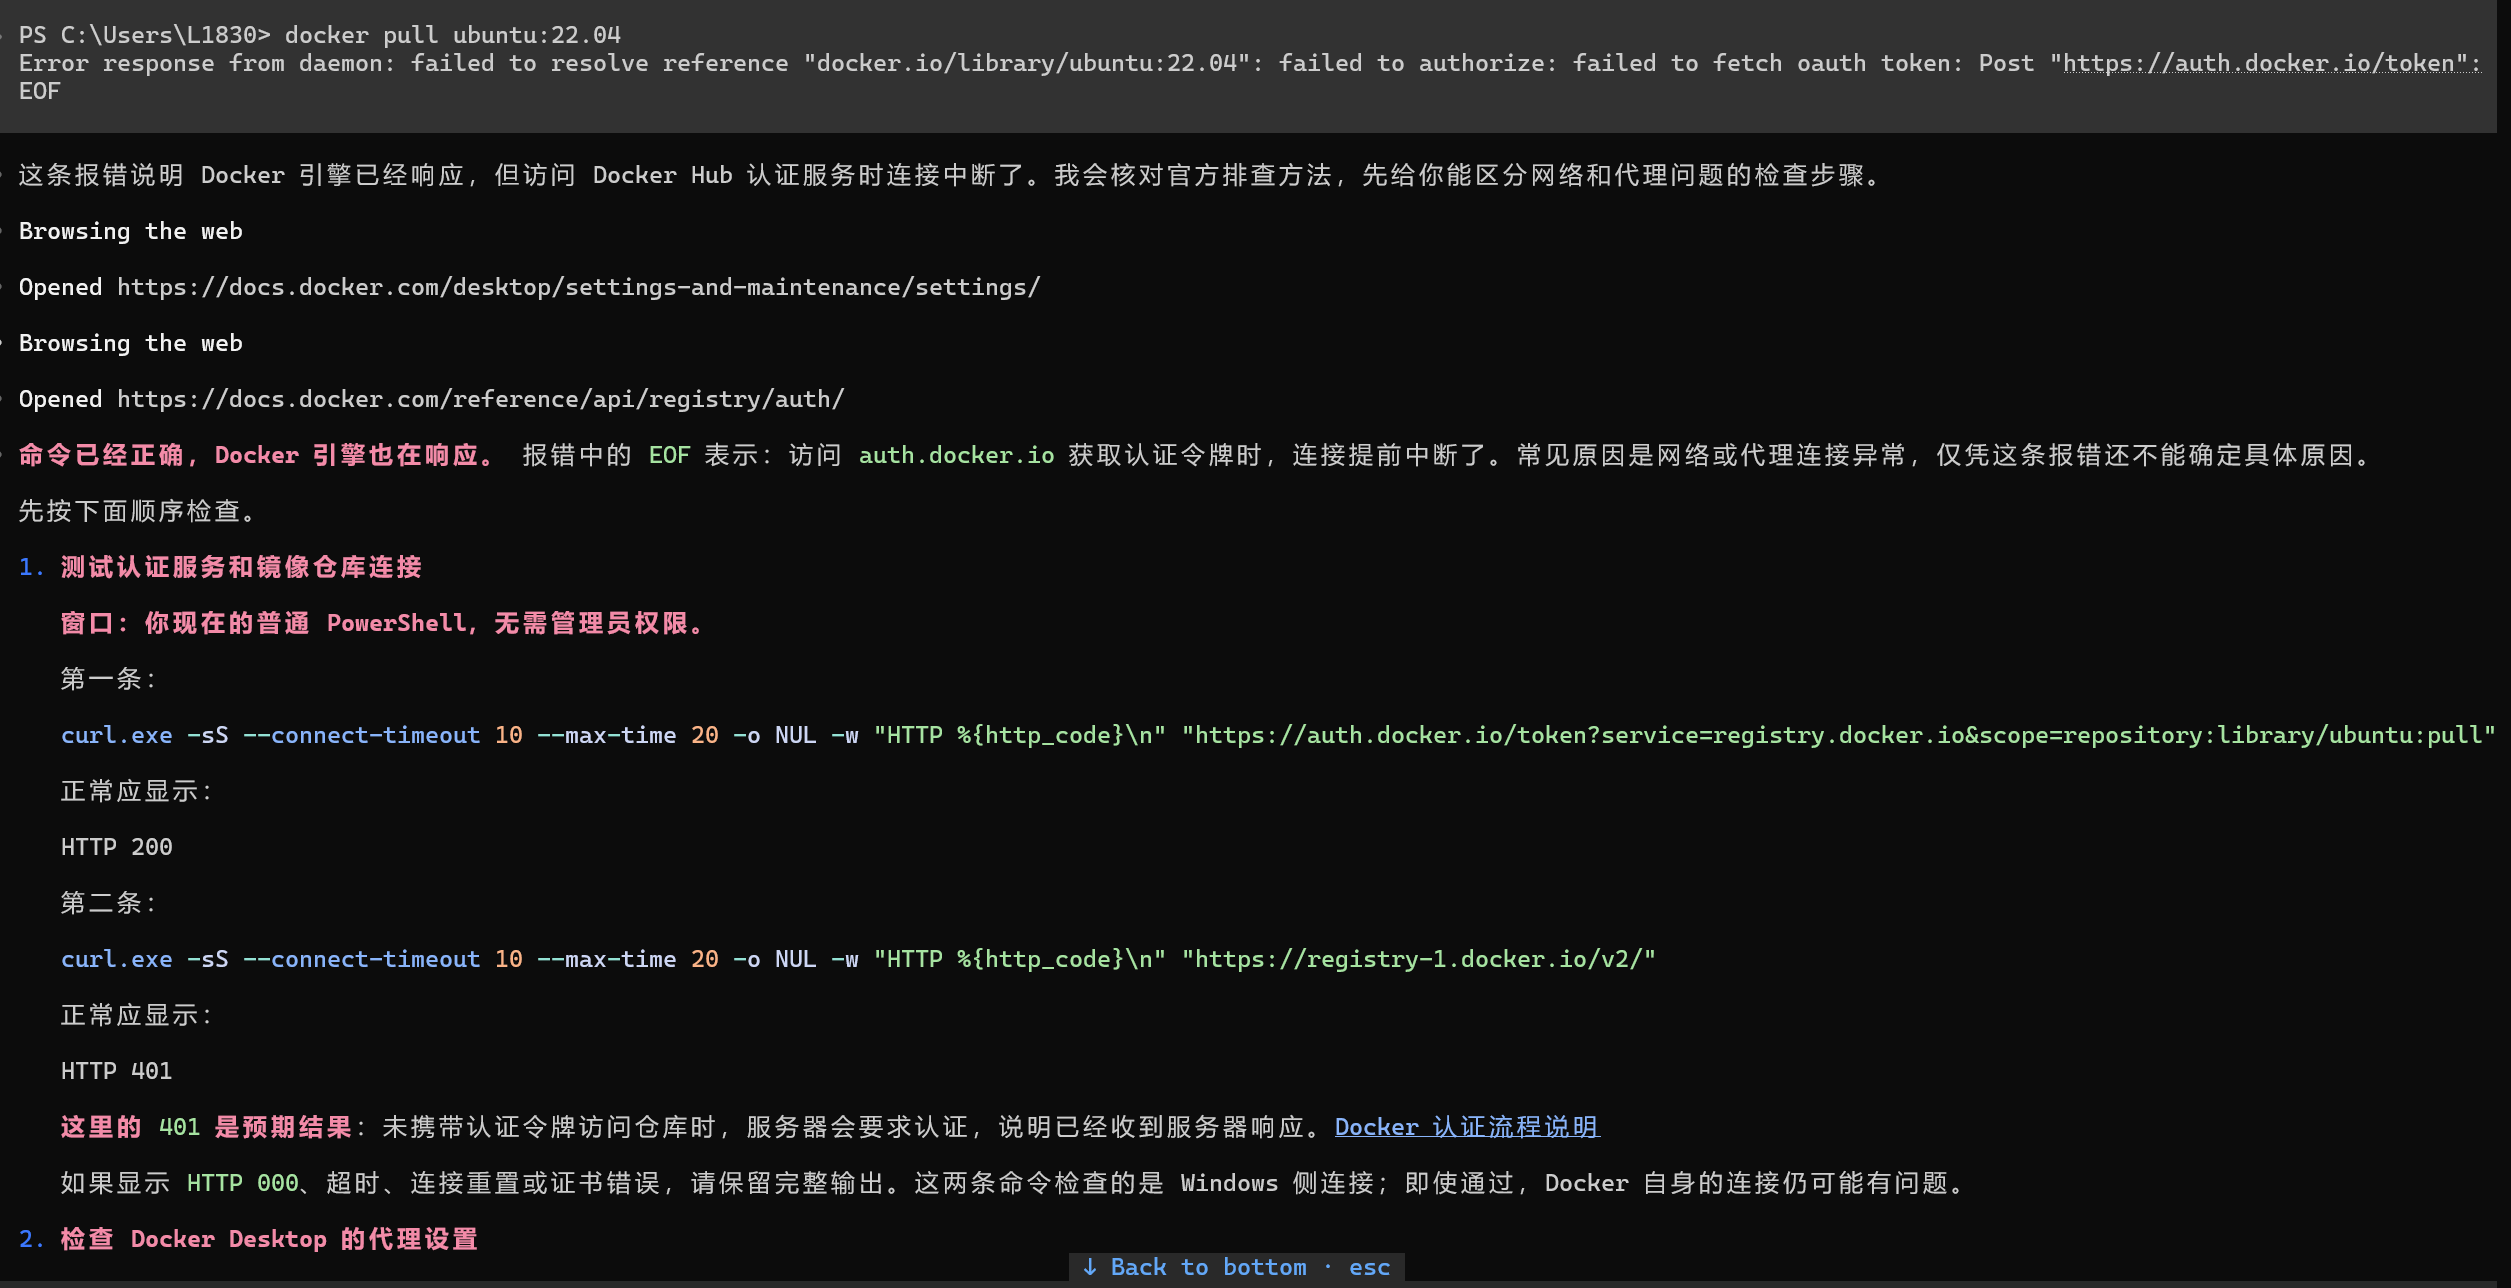 PS C:\Users\L1830> docker pull ubuntu:22.04
Error response from daemon: failed to resolve reference "docker.io/library/ubuntu:22.04": failed to authorize: failed to fetch oauth token: Post "https://auth.docker.io/token":
EOF
这条报错说明 Docker 引擎已经响应，但访问 Docker Hub 认证服务时连接中断了。我会核对官方排查方法，先给你能区分网络和代理问题的检查步骤。
Browsing the web
Opened https://docs.docker.com/desktop/settings-and-maintenance/settings/
Browsing the web
Opened https://docs.docker.com/reference/api/registry/auth/
命令已经正确，Docker 引擎也在响应。 报错中的 EOF 表示：访问 auth.docker.io 获取认证令牌时，连接提前中断了。常见原因是网络或代理连接异常，仅凭这条报错还不能确定具体原因。
先按下面顺序检查。
1. 测试认证服务和镜像仓库连接
窗口：你现在的普通 PowerShell，无需管理员权限。
第一条：
curl.exe -sS --connect-timeout 10 --max-time 20 -o NUL -w "HTTP %{http_code}\n" "https://auth.docker.io/token?service=registry.docker.io&scope=repository:library/ubuntu:pull"
正常应显示：
HTTP 200
第二条：
curl.exe -sS --connect-timeout 10 --max-time 20 -o NUL -w "HTTP %{http_code}\n" "https://registry-1.docker.io/v2/"
正常应显示：
HTTP 401
这里的 401 是预期结果：未携带认证令牌访问仓库时，服务器会要求认证，说明已经收到服务器响应。Docker 认证流程说明
如果显示 HTTP 000、超时、连接重置或证书错误，请保留完整输出。这两条命令检查的是 Windows 侧连接；即使通过，Docker 自身的连接仍可能有问题。
2. 检查 Docker Desktop 的代理设置
↓ Back to bottom · esc